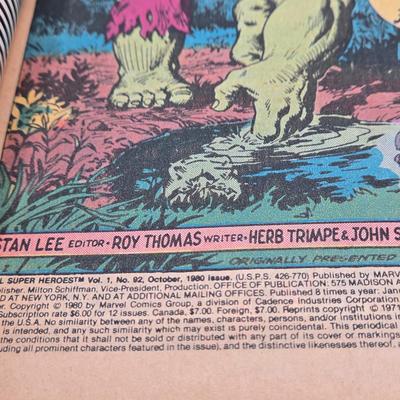 STAN LEE EDITOR • ROY THOMAS WRITER • HERB TRIMPE & JOHN S
ORIGINALLY PRESENTED
L SUPER HEROES™ Vol. 1, No. 92, October, 1980 issue. (U.S.P.S. 426-770) Published by MARV
blisher. Milton Schiffman, Vice-President, Production. OFFICE OF PUBLICATION: 575 MADISON A
D AT NEW YORK, N.Y. AND AT ADDITIONAL MAILING OFFICES. Published 8 times a year: Janu
Copyright © 1980 by Marvel Comics Group, a division of Cadence Industries Corporation
Subscription rate $6.00 for 12 issues. Canada, $7.00. Foreign, $7.00. Reprints copyright © 1971
the U.S.A. No similarity between any of the names, characters, persons, and/or institutions i
is intended, and any such similarity which may exist is purely coincidental. This periodical
the conditions that it shall not be sold or distributed with any part of its cover or markings
uding all prominent characters featured in the issue), and the distinctive likenesses thereof, a